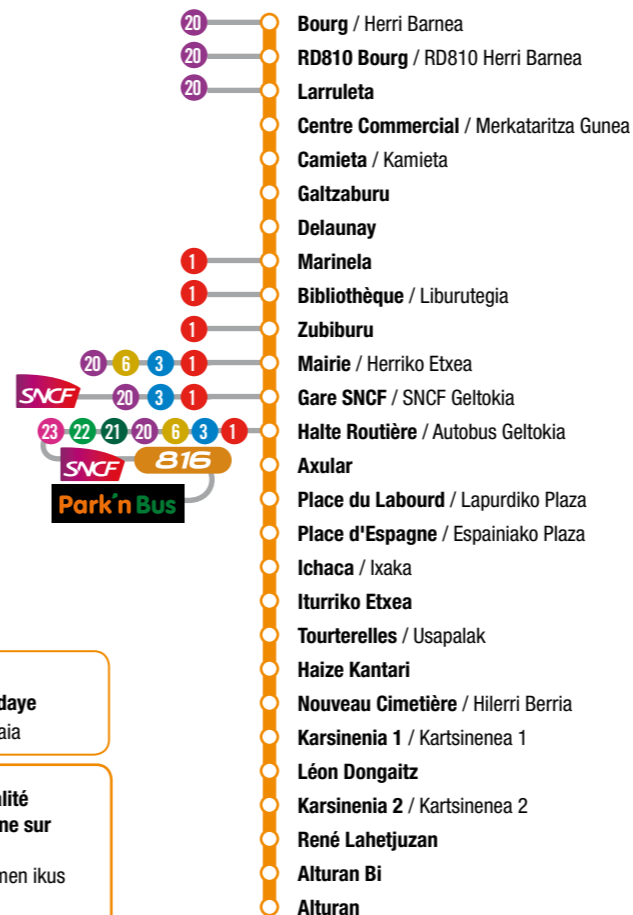 20 Bourg / Herri Barnea
20 RD810 Bourg / RD810 Herri Barnea
20 Larruleta
Centre Commercial / Merkataritza Gunea
Camieta / Kamieta
Galtzaburu
Delaunay
1 Marinela
1 Bibliothèque / Liburutegia
1 Zubiburu
20 6 3 1 Mairie / Herriko Etxea
SNCF 20 3 1 Gare SNCF / SNCF Geltokia
23 22 21 20 6 3 1 Halte Routière / Autobus Geltokia
SNCF 816 Axular
Park'n Bus Place du Labourd / Lapurdiko Plaza
Place d'Espagne / Espainiako Plaza
Ichaca / Ixaka
Iturriko Etxea
Tourterelles / Usapalak
Haize Kantari
daye Nouveau Cimetière / Hilerri Berria
aia Karsinenia 1 / Kartsinenea 1
Léon Dongaitz
lité Karsinenia 2 / Kartsinenea 2
ne sur René Lahetjuzan
men ikus Alturan Bi
Alturan